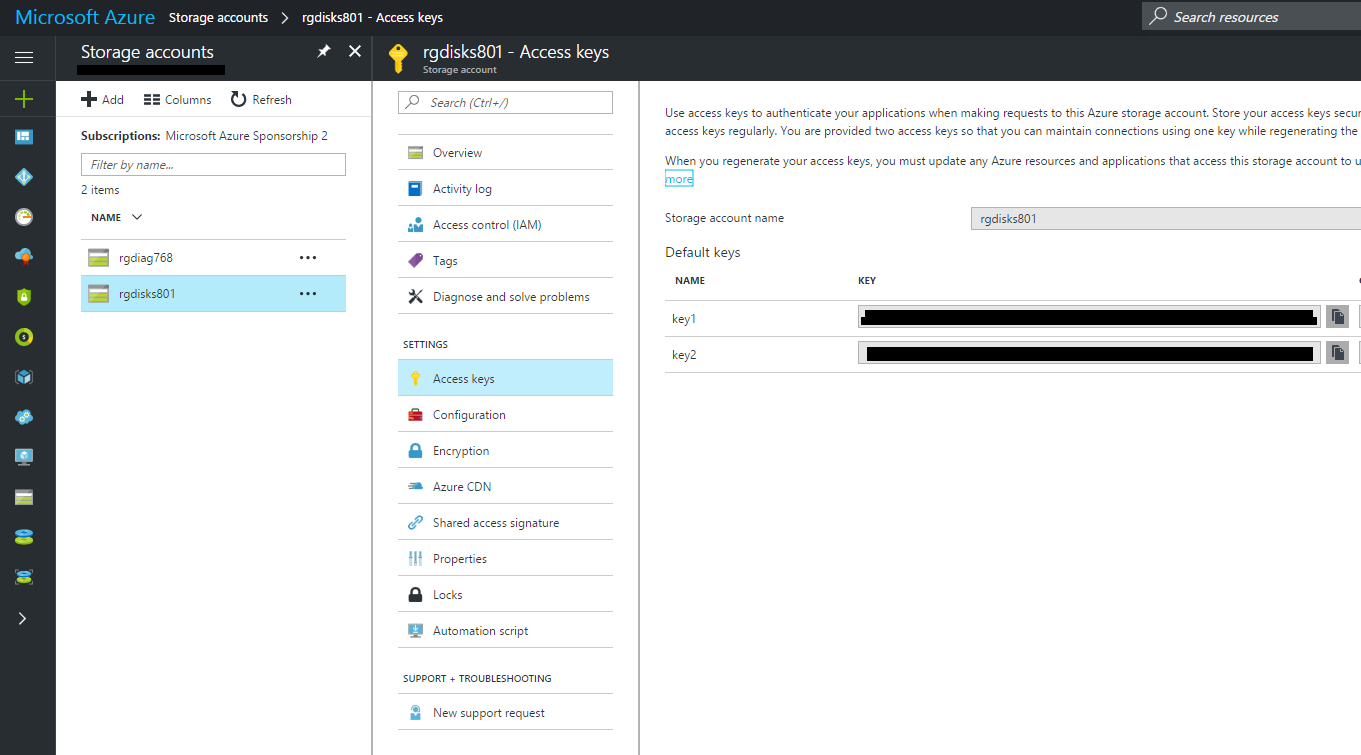 Microsoft Azure Storage accounts > rgdisks801 - Access keys
Search resources
Storage accounts
Add Columns Refresh
Subscriptions: Microsoft Azure Sponsorship 2
Filter by name...
2 items
NAME
rgdiag768
rgdisks801
rgdisks801 - Access keys
Storage account
Search (Ctrl+/)
Overview
Activity log
Access control (IAM)
Tags
Diagnose and solve problems
SETTINGS
Access keys
Configuration
Encryption
Azure CDN
Shared access signature
Properties
Locks
Automation script
SUPPORT + TROUBLESHOOTING
New support request
Use access keys to authenticate your applications when making requests to this Azure storage account. Store your access keys secur
access keys regularly. You are provided two access keys so that you can maintain connections using one key while regenerating the
When you regenerate your access keys, you must update any Azure resources and applications that access this storage account to u
more
Storage account name rgdisks801
Default keys
NAME KEY
key1
key2